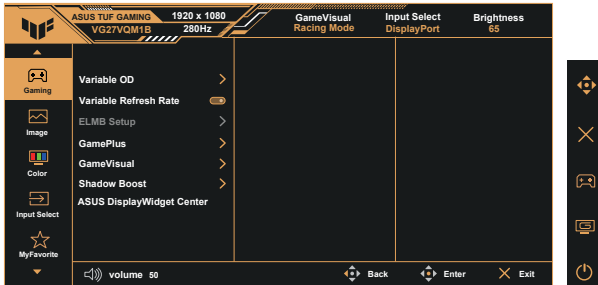 ASUS TUF GAMING 1920 x 1080
VG27VQM1B 280Hz
GameVisual
Racing Mode
Input Select
DisplayPort
Brightness
65
Gaming
Image
Color
Input Select
MyFavorite
Variable OD
Variable Refresh Rate
ELMB Setup
GamePlus
GameVisual
Shadow Boost
ASUS DisplayWidget Center
volume 50
Back
Enter
Exit